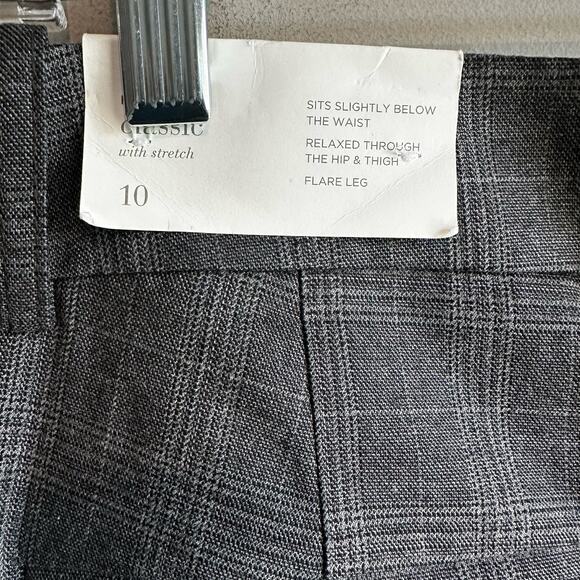 classic
with stretch
10
SITS SLIGHTLY BELOW
THE WAIST
RELAXED THROUGH
THE HIP & THIGH
FLARE LEG